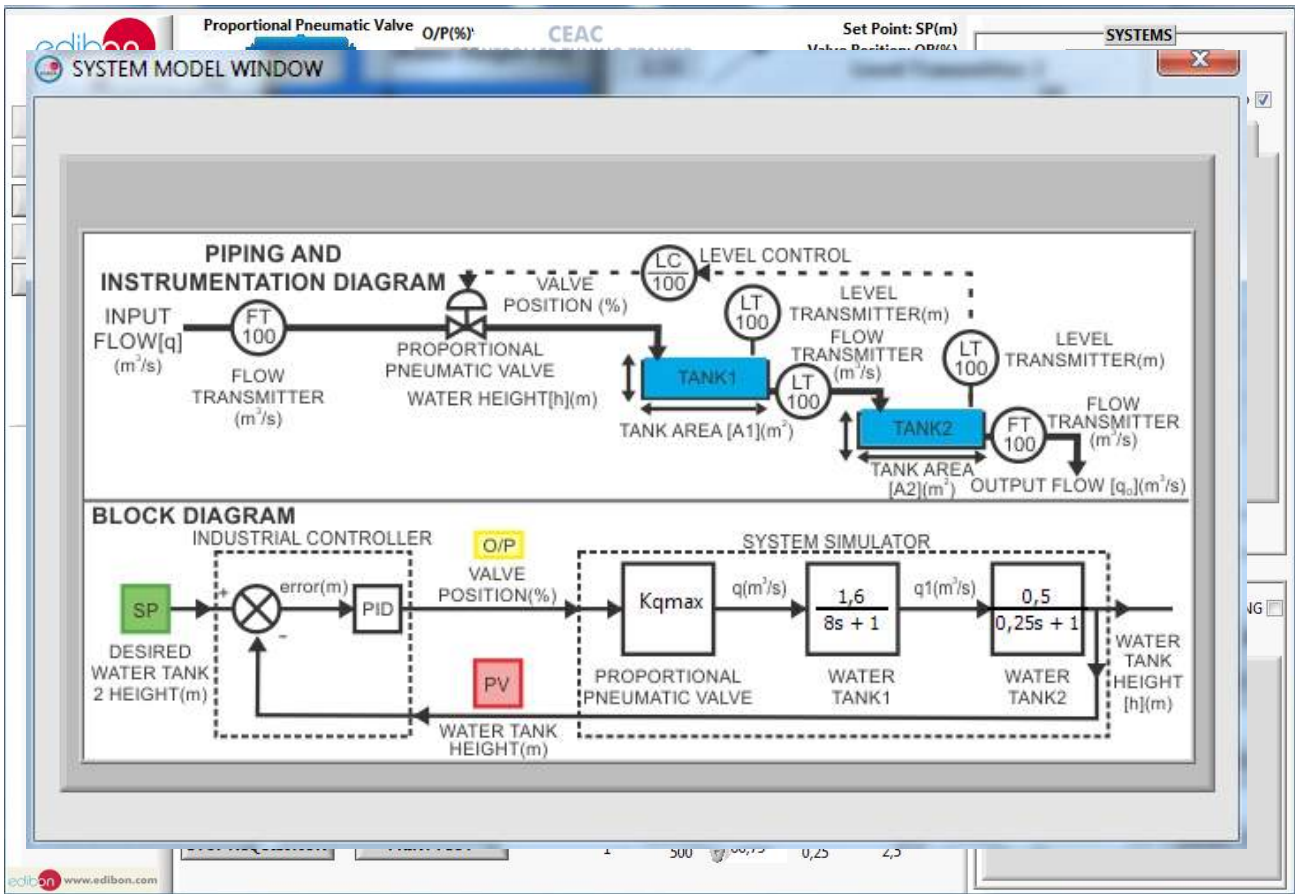 edibon
Proportional Pneumatic Valve
O/P(%)
CEAC
Set Point: SP(m)
SYSTEMS
SYSTEM MODEL WINDOW
X
PIPING AND
INSTRUMENTATION DIAGRAM
INPUT
FLOW[q]
(m³/s)
FT
100
FLOW
TRANSMITTER
(m³/s)
PROPORTIONAL
PNEUMATIC VALVE
VALVE
POSITION (%)
LC
100
LEVEL CONTROL
LT
100
LEVEL
TRANSMITTER(m)
WATER HEIGHT[h](m)
TANK1
TANK AREA [A1](m²)
FLOW
TRANSMITTER
(m³/s)
LT
100
LT
100
LEVEL
TRANSMITTER(m)
TANK2
TANK AREA
[A2](m²)
FT
100
FLOW
TRANSMITTER
(m³/s)
OUTPUT FLOW [qₒ](m³/s)
BLOCK DIAGRAM
INDUSTRIAL CONTROLLER
SP
DESIRED
WATER TANK
2 HEIGHT(m)
+
-
error(m)
PID
O/P
VALVE
POSITION(%)
PV
WATER TANK
HEIGHT(m)
SYSTEM SIMULATOR
Kqmax
PROPORTIONAL
PNEUMATIC VALVE
q(m³/s)
1,6
8s + 1
WATER
TANK1
q1(m³/s)
0,5
0,25s + 1
WATER
TANK2
WATER
TANK
HEIGHT
[h](m)
NG
500
0,25
2,5
edibon www.edibon.com